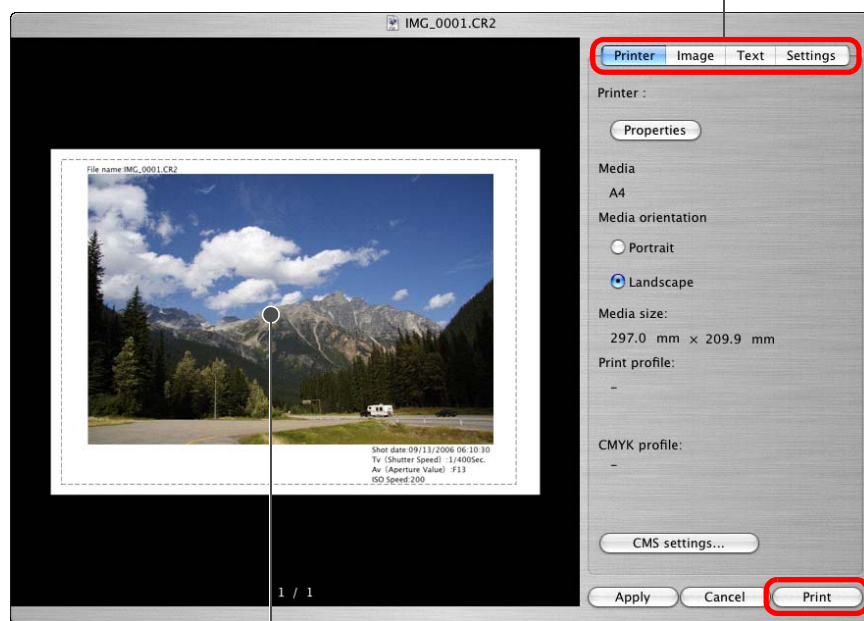 IMG_0001.CR2
Printer Image Text Settings
Printer :
Properties
Media
A4
Media orientation
Portrait
Landscape
Media size:
297.0 mm × 209.9 mm
Print profile:
–
CMYK profile:
–
CMS settings...
Apply Cancel Print
File name:IMG_0001.CR2
Shot date:09/13/2006 06:10:30
Tv (Shutter Speed) :1/400Sec.
Av (Aperture Value) :F13
ISO Speed:200
1 / 1